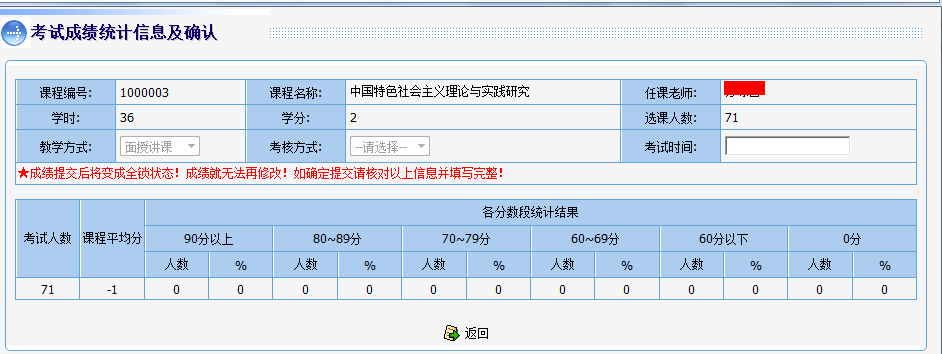 考试成绩统计信息及确认
课程编号: 1000003 课程名称: 中国特色社会主义理论与实践研究 任课老师:
学时: 36 学分: 2 选课人数: 71
教学方式: 面授讲课 考核方式: --请选择-- 考试时间:
★成绩提交后将变成全锁状态！成绩就无法再修改！如确定提交请核对以上信息并填写完整！
各分数段统计结果
考试人数 课程平均分 90分以上 80~89分 70~79分 60~69分 60分以下 0分
人数 % 人数 % 人数 % 人数 % 人数 % 人数 %
71 -1 0 0 0 0 0 0 0 0 0 0 0 0
返回